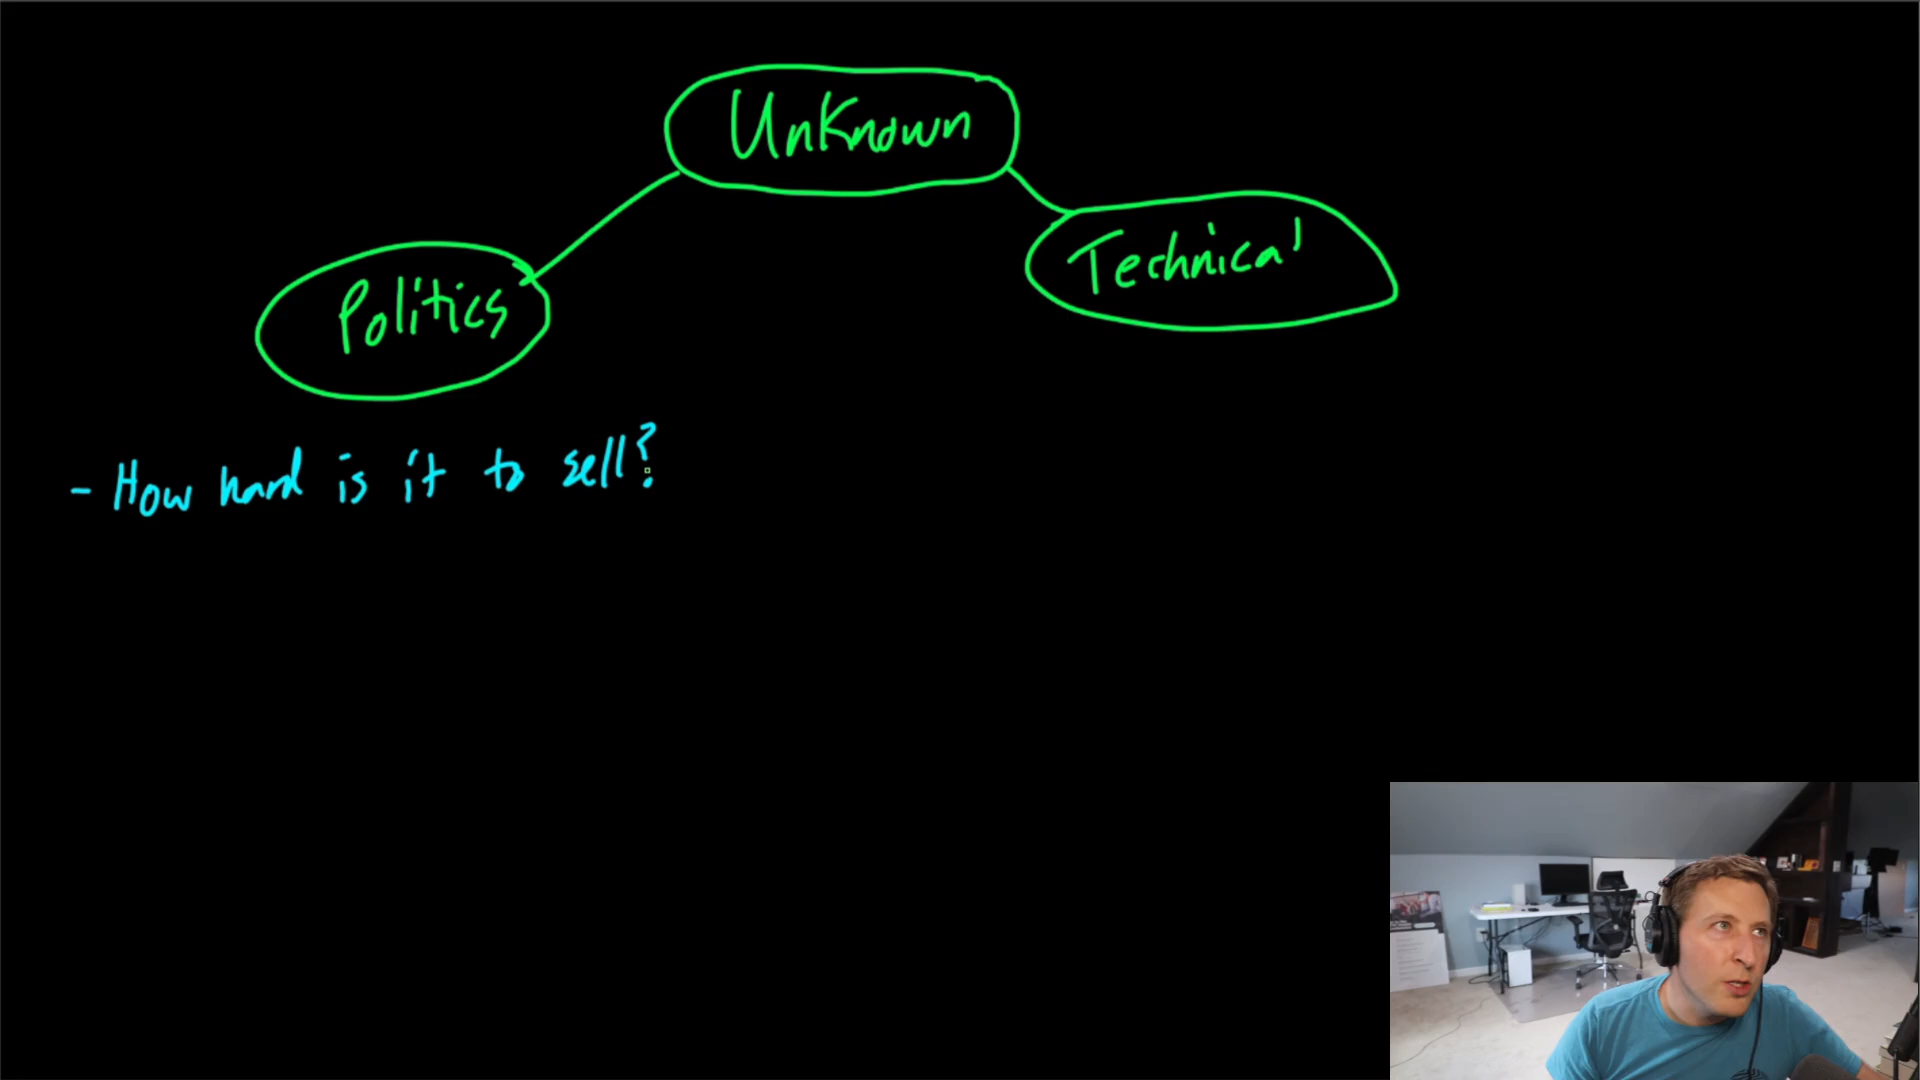 UnKnown
Technical
Politics
- How hard is it to sell?